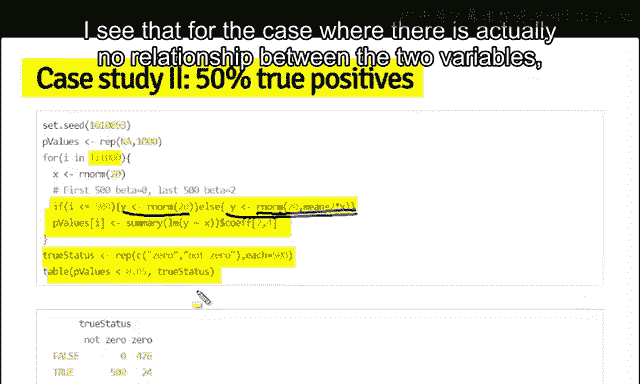 I see that for the case where there is actually
no relationship between the two variables,
Case study II: 50% true positives
set.seed(1010093)
pValues <- rep(NA,1000)
for(i in 1:1000){
x <- rnorm(20)
# First 500 beta=0, last 500 beta=2
if(i <= 500){y <- rnorm(20)}else{ y <- rnorm(20,mean=2*x)}
pValues[i] <- summary(lm(y ~ x))$coeff[2,4]
}
trueStatus <- rep(c("zero","not zero"),each=500)
table(pValues < 0.05, trueStatus)
trueStatus
not zero zero
FALSE 0 476
TRUE 500 24